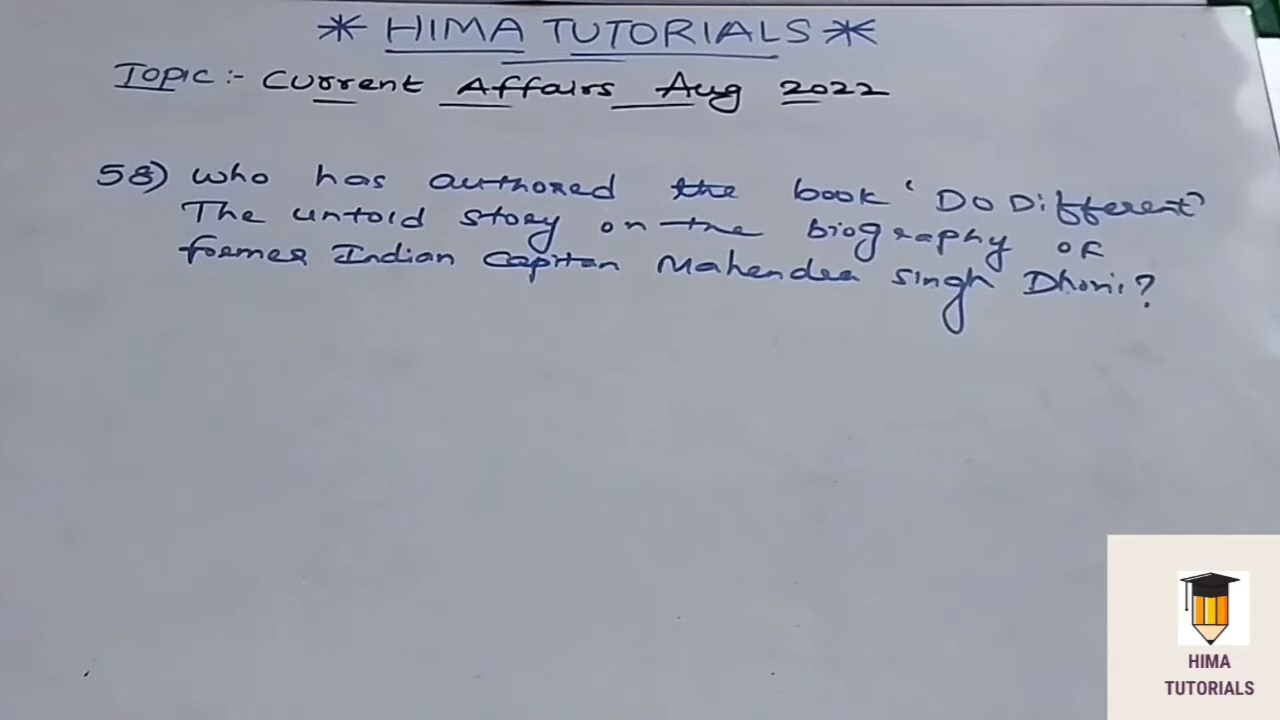 * HIMA TUTORIALS *
Topic:- Current Affairs Aug 2022
58) who has authored the book 'Do Different'
The untold story on the biography of
former Indian Capitan Mahendra Singh Dhoni?
HIMA
TUTORIALS